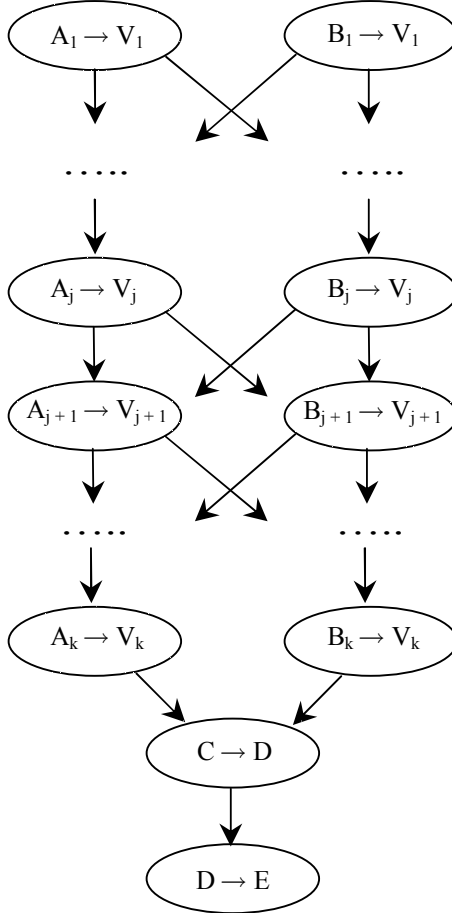 A₁ → V₁ B₁ → V₁
..... .....
Aⱼ → Vⱼ Bⱼ → Vⱼ
Aⱼ₊₁ → Vⱼ₊₁ Bⱼ₊₁ → Vⱼ₊₁
..... .....
Aₖ → Vₖ Bₖ → Vₖ
C → D
D → E